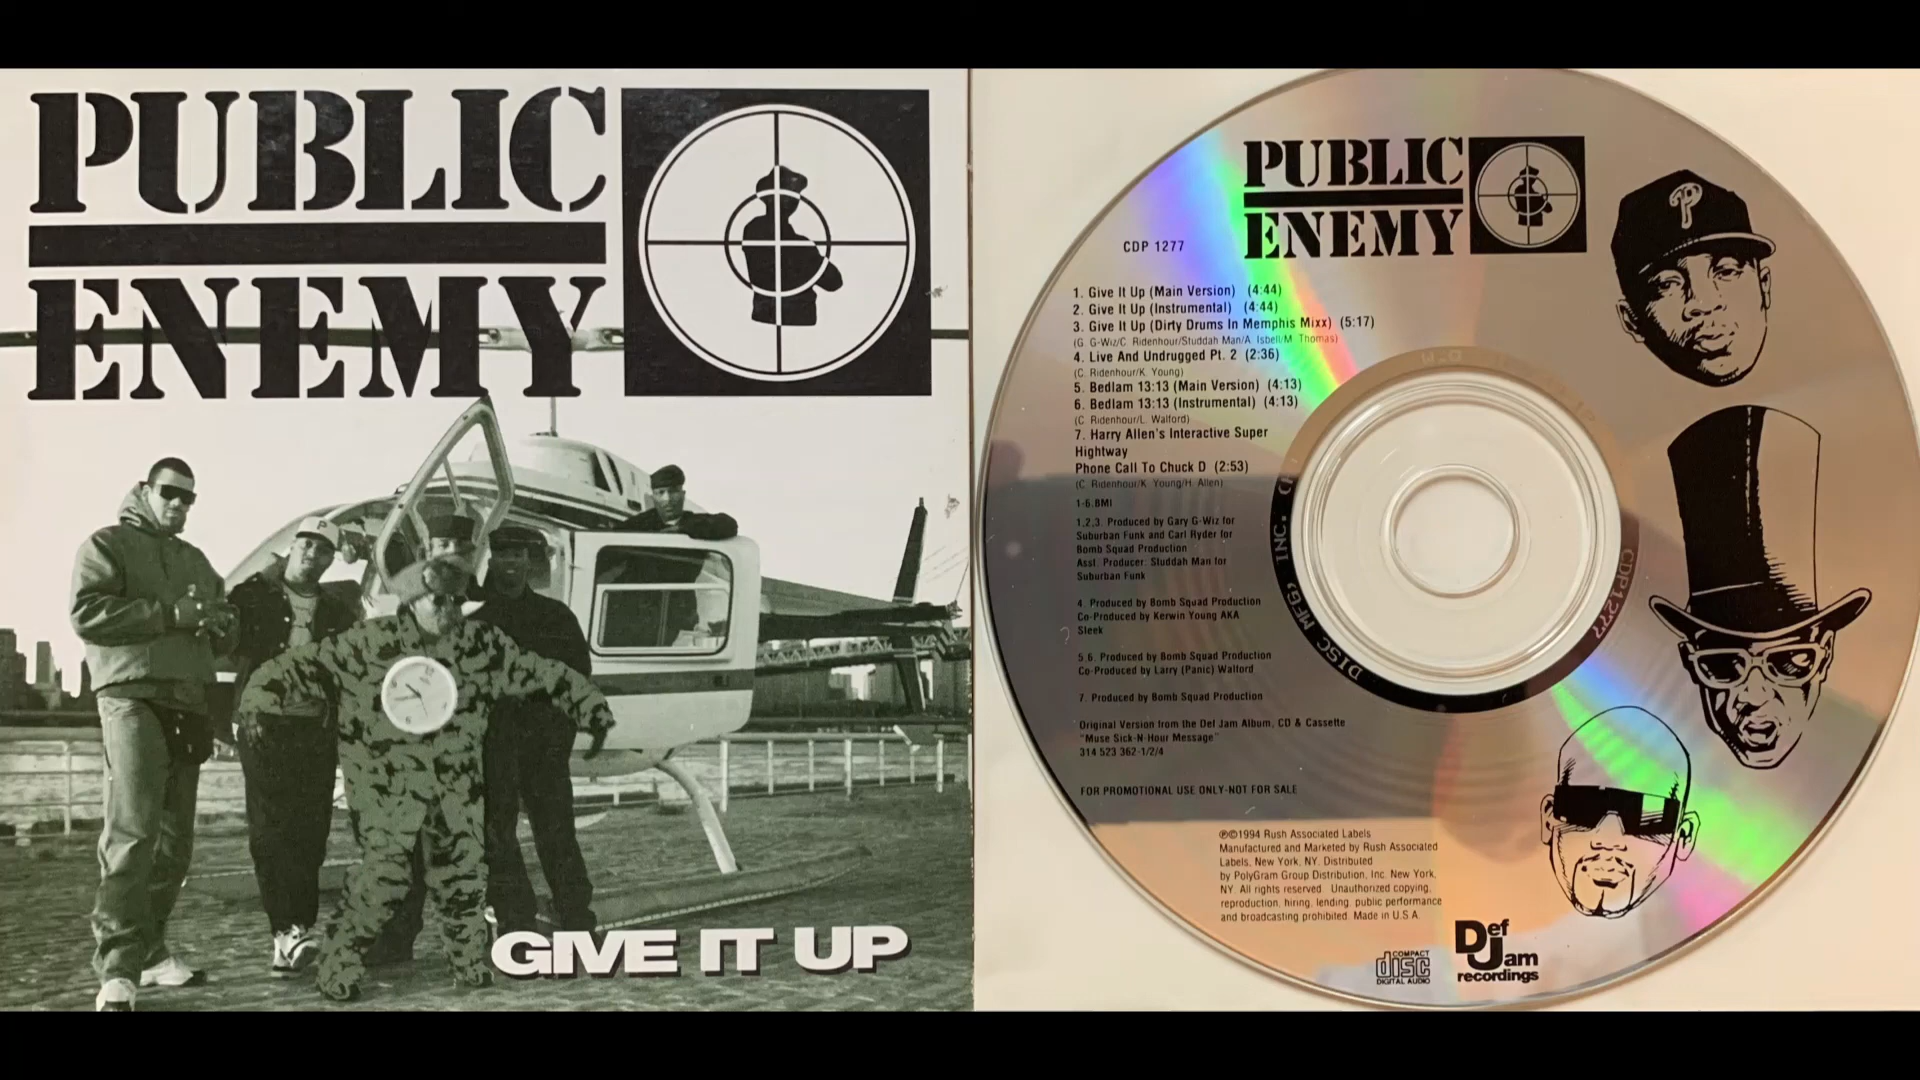 PUBLIC
ENEMY
GIVE IT UP
PUBLIC
ENEMY
P
CDP 1277
1. Give It Up (Main Version) (4:44)
2. Give It Up (Instrumental) (4:44)
3. Give It Up (Dirty Drums In Memphis Mixx) (5:17)
(G. G-Wiz/C. Ridenhour/Studdah Man/A. Isbell/M. Thomas)
4. Live And Undrugged Pt. 2 (2:36)
(C. Ridenhour/K. Young)
5. Bedlam 13:13 (Main Version) (4:13)
6. Bedlam 13:13 (Instrumental) (4:13)
(C. Ridenhour/L. Walford)
7. Harry Allen's Interactive Super
Hightway
Phone Call To Chuck D (2:53)
(C. Ridenhour/K. Young/H. Allen)
1-6.BMI
1,2,3. Produced by Gary G-Wiz for
Suburban Funk and Carl Ryder for
Bomb Squad Production
Asst. Producer: Studdah Man for
Suburban Funk
4. Produced by Bomb Squad Production
Co-Produced by Kerwin Young AKA
Sleek
5,6. Produced by Bomb Squad Production
Co-Produced by Larry (Panic) Walford
7. Produced by Bomb Squad Production
Original Version from the Def Jam Album, CD & Cassette
"Muse Sick-N-Hour Message"
314 523 362-1/2/4
FOR PROMOTIONAL USE ONLY-NOT FOR SALE
℗©1994 Rush Associated Labels
Manufactured and Marketed by Rush Associated
Labels, New York, NY. Distributed
by PolyGram Group Distribution, Inc. New York,
NY. All rights reserved. Unauthorized copying,
reproduction, hiring, lending, public performance
and broadcasting prohibited. Made in U.S.A.
COMPACT
disc
DIGITAL AUDIO
Def
Jam
recordings
DISC MFG, INC.
CDP1277